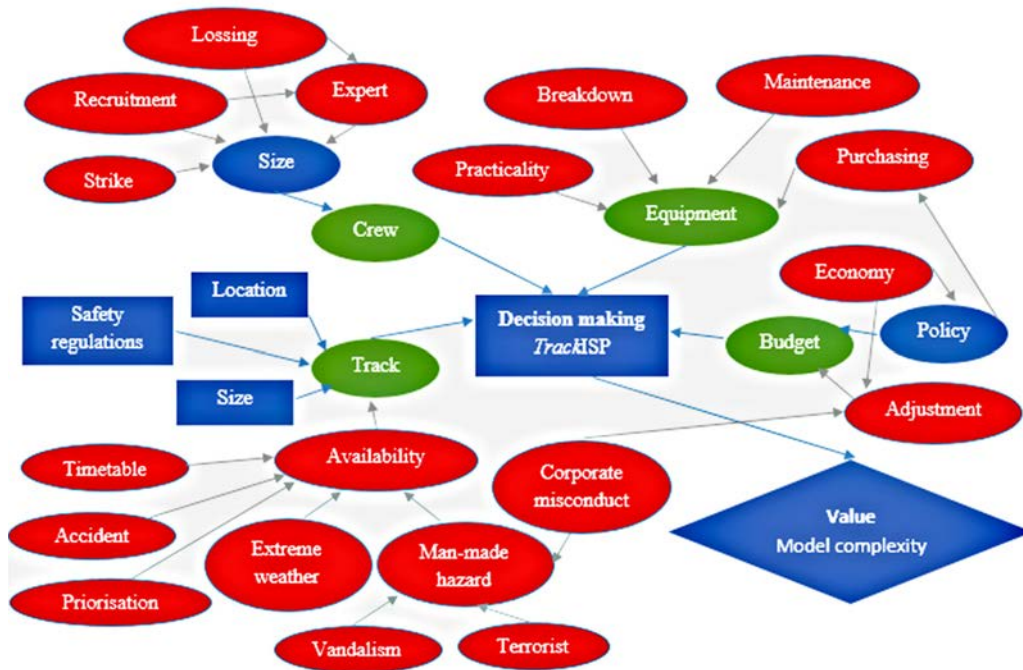 Lossing
Maintenance
Recruitment
Expert
Breakdown
Size
Purchasing
Strike
Practicality
Equipment
Crew
Location
Economy
Safety
regulations
Decision making
TrackISP
Policy
Budget
Track
Size
Adjustment
Timetable
Availability
Corporate
misconduct
Accident
Extreme
weather
Man-made
hazard
Value
Model complexity
Priorisation
Vandalism
Terrorist